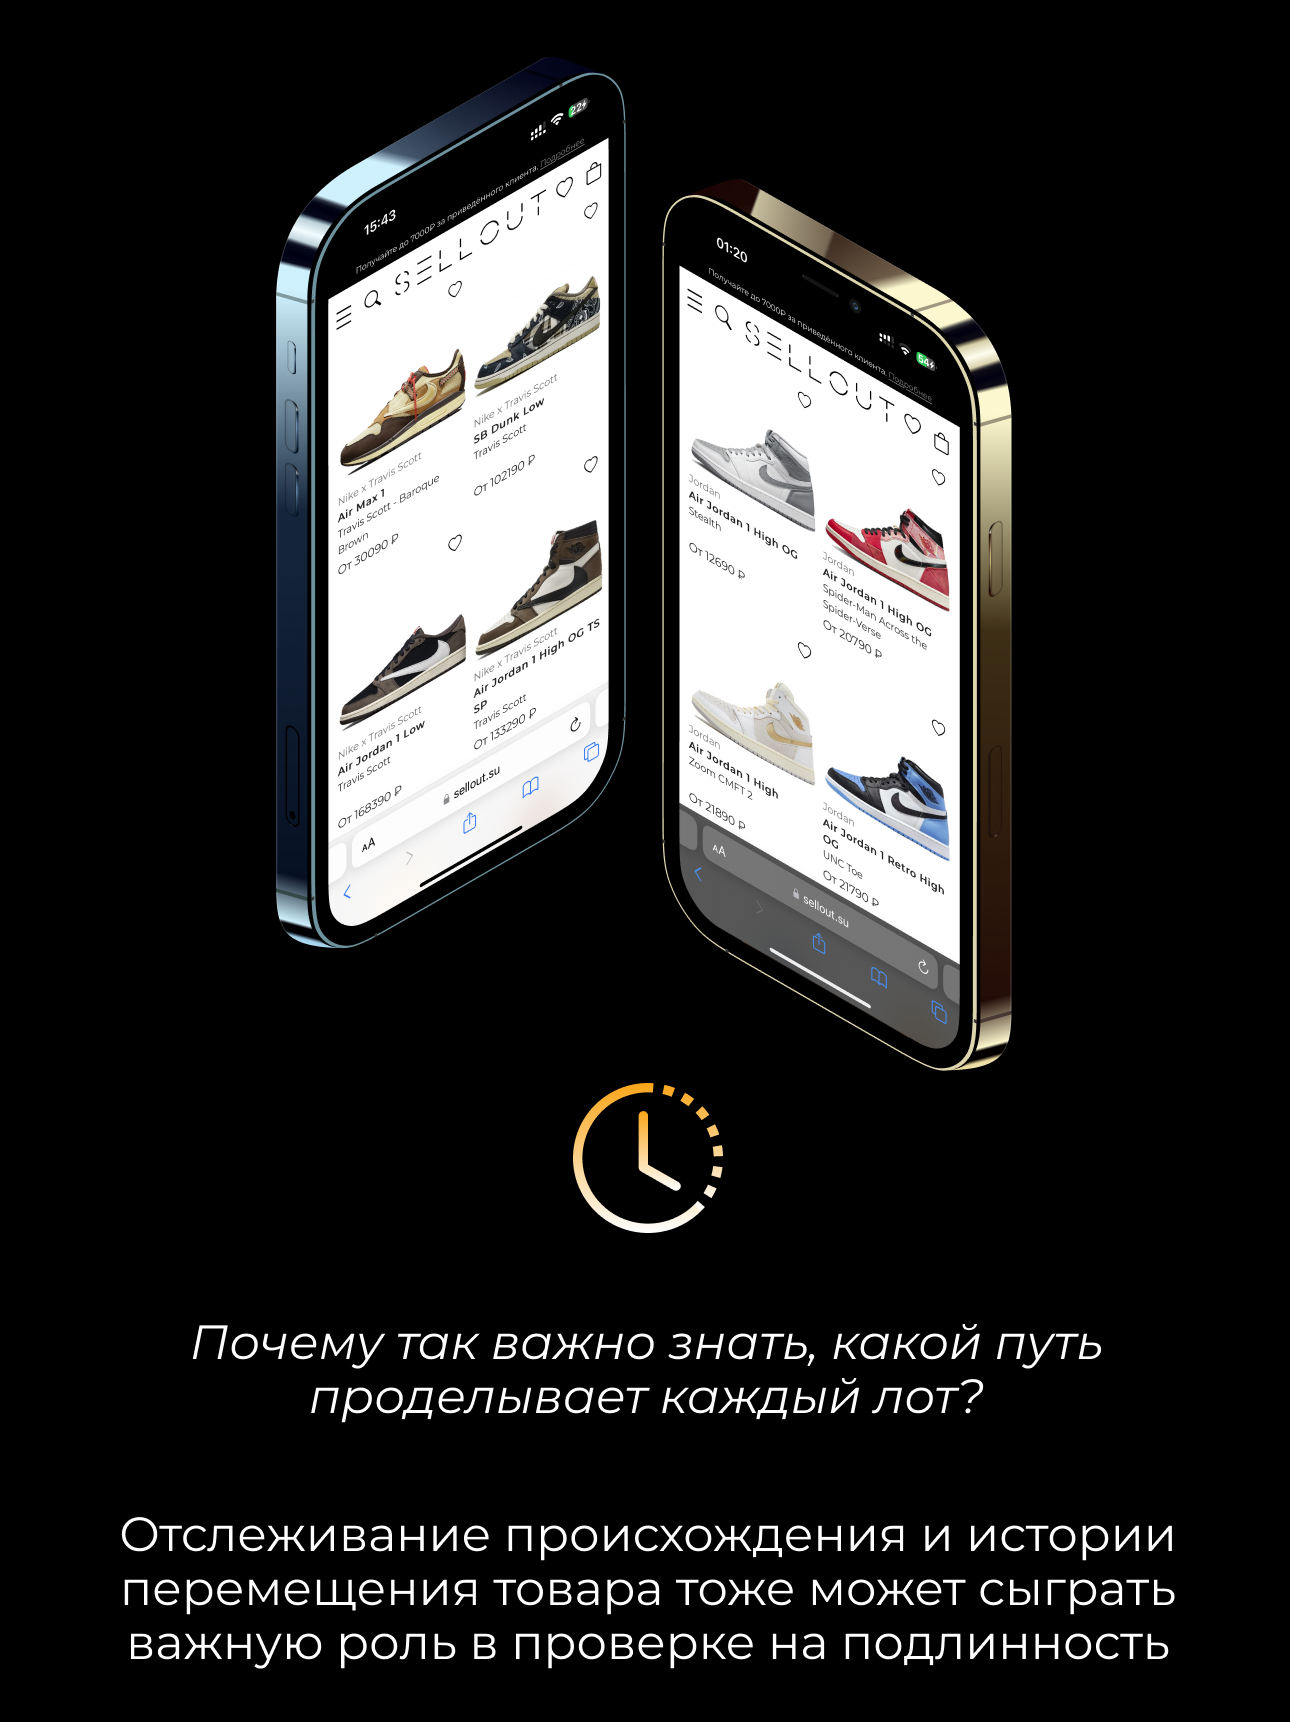 15:43
22
Получайте до 7000₽ за приведённого клиента. Подробнее
SELLOUT
Nike x Travis Scott
Air Max 1
Travis Scott - Baroque
Brown
От 30090 ₽
Nike x Travis Scott
SB Dunk Low
Travis Scott
От 102190 ₽
Nike x Travis Scott
Air Jordan 1 Low
Travis Scott
От 168390 ₽
Nike x Travis Scott
Air Jordan 1 High OG TS
SP
Travis Scott
От 133290 ₽
AA
sellout.su
01:20
54
Получайте до 7000₽ за приведённого клиента. Подробнее
SELLOUT
Jordan
Air Jordan 1 High OG
Stealth
От 12690 ₽
Jordan
Air Jordan 1 High OG
Spider-Man Across the
Spider-Verse
От 20790 ₽
Jordan
Air Jordan 1 High
Zoom CMFT 2
От 21890 ₽
Jordan
Air Jordan 1 Retro High
OG
UNC Toe
От 21790 ₽
AA
sellout.su
Почему так важно знать, какой путь
проделывает каждый лот?
Отслеживание происхождения и истории
перемещения товара тоже может сыграть
важную роль в проверке на подлинность